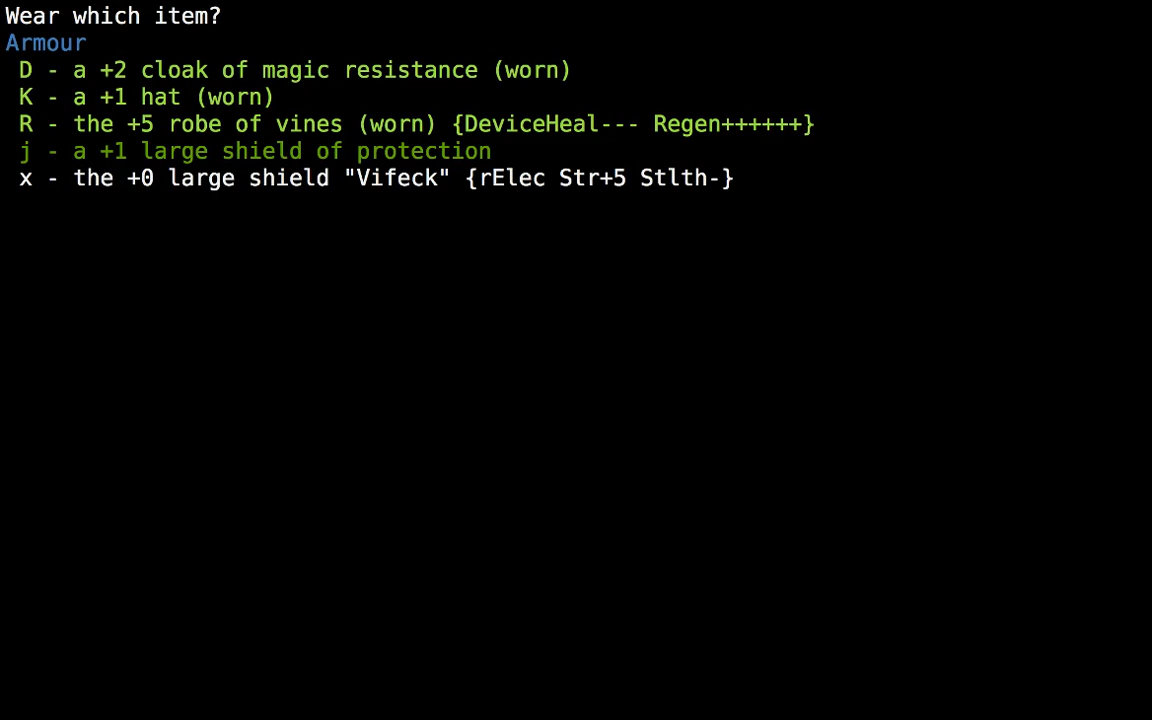 Wear which item?
Armour
D - a +2 cloak of magic resistance (worn)
K - a +1 hat (worn)
R - the +5 robe of vines (worn) {DeviceHeal--- Regen++++++}
j - a +1 large shield of protection
x - the +0 large shield "Vifeck" {rElec Str+5 Stlth-}